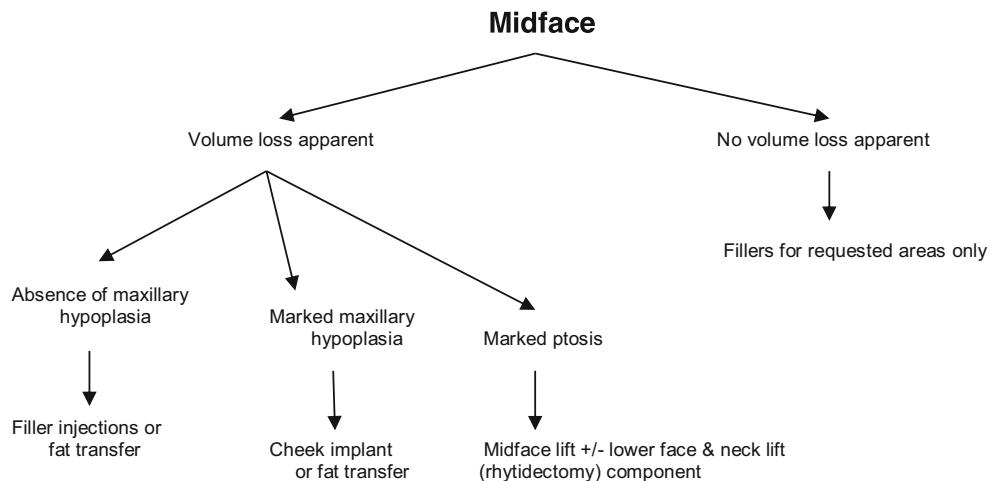 Midface
Volume loss apparent
No volume loss apparent
Fillers for requested areas only
Absence of maxillary
hypoplasia
Marked maxillary
hypoplasia
Marked ptosis
Filler injections or
fat transfer
Cheek implant
or fat transfer
Midface lift +/- lower face & neck lift
(rhytidectomy) component